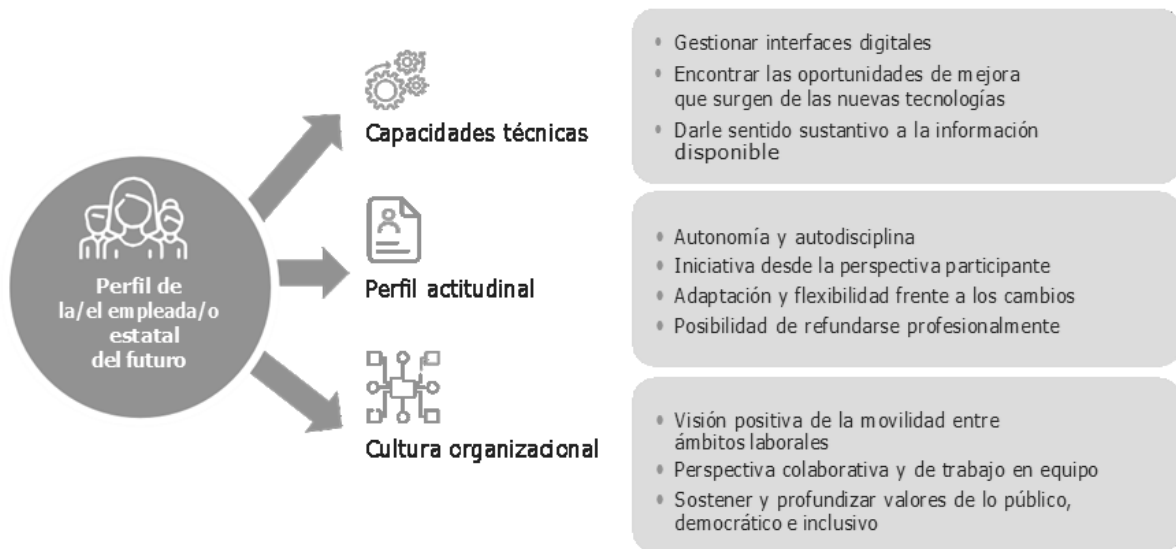 Perfil de
la/el empleada/o
estatal
del futuro
Capacidades técnicas
• Gestionar interfaces digitales
• Encontrar las oportunidades de mejora
que surgen de las nuevas tecnologías
• Darle sentido sustantivo a la información
disponible
Perfil actitudinal
• Autonomía y autodisciplina
• Iniciativa desde la perspectiva participante
• Adaptación y flexibilidad frente a los cambios
• Posibilidad de refundarse profesionalmente
Cultura organizacional
• Visión positiva de la movilidad entre
ámbitos laborales
• Perspectiva colaborativa y de trabajo en equipo
• Sostener y profundizar valores de lo público,
democrático e inclusivo